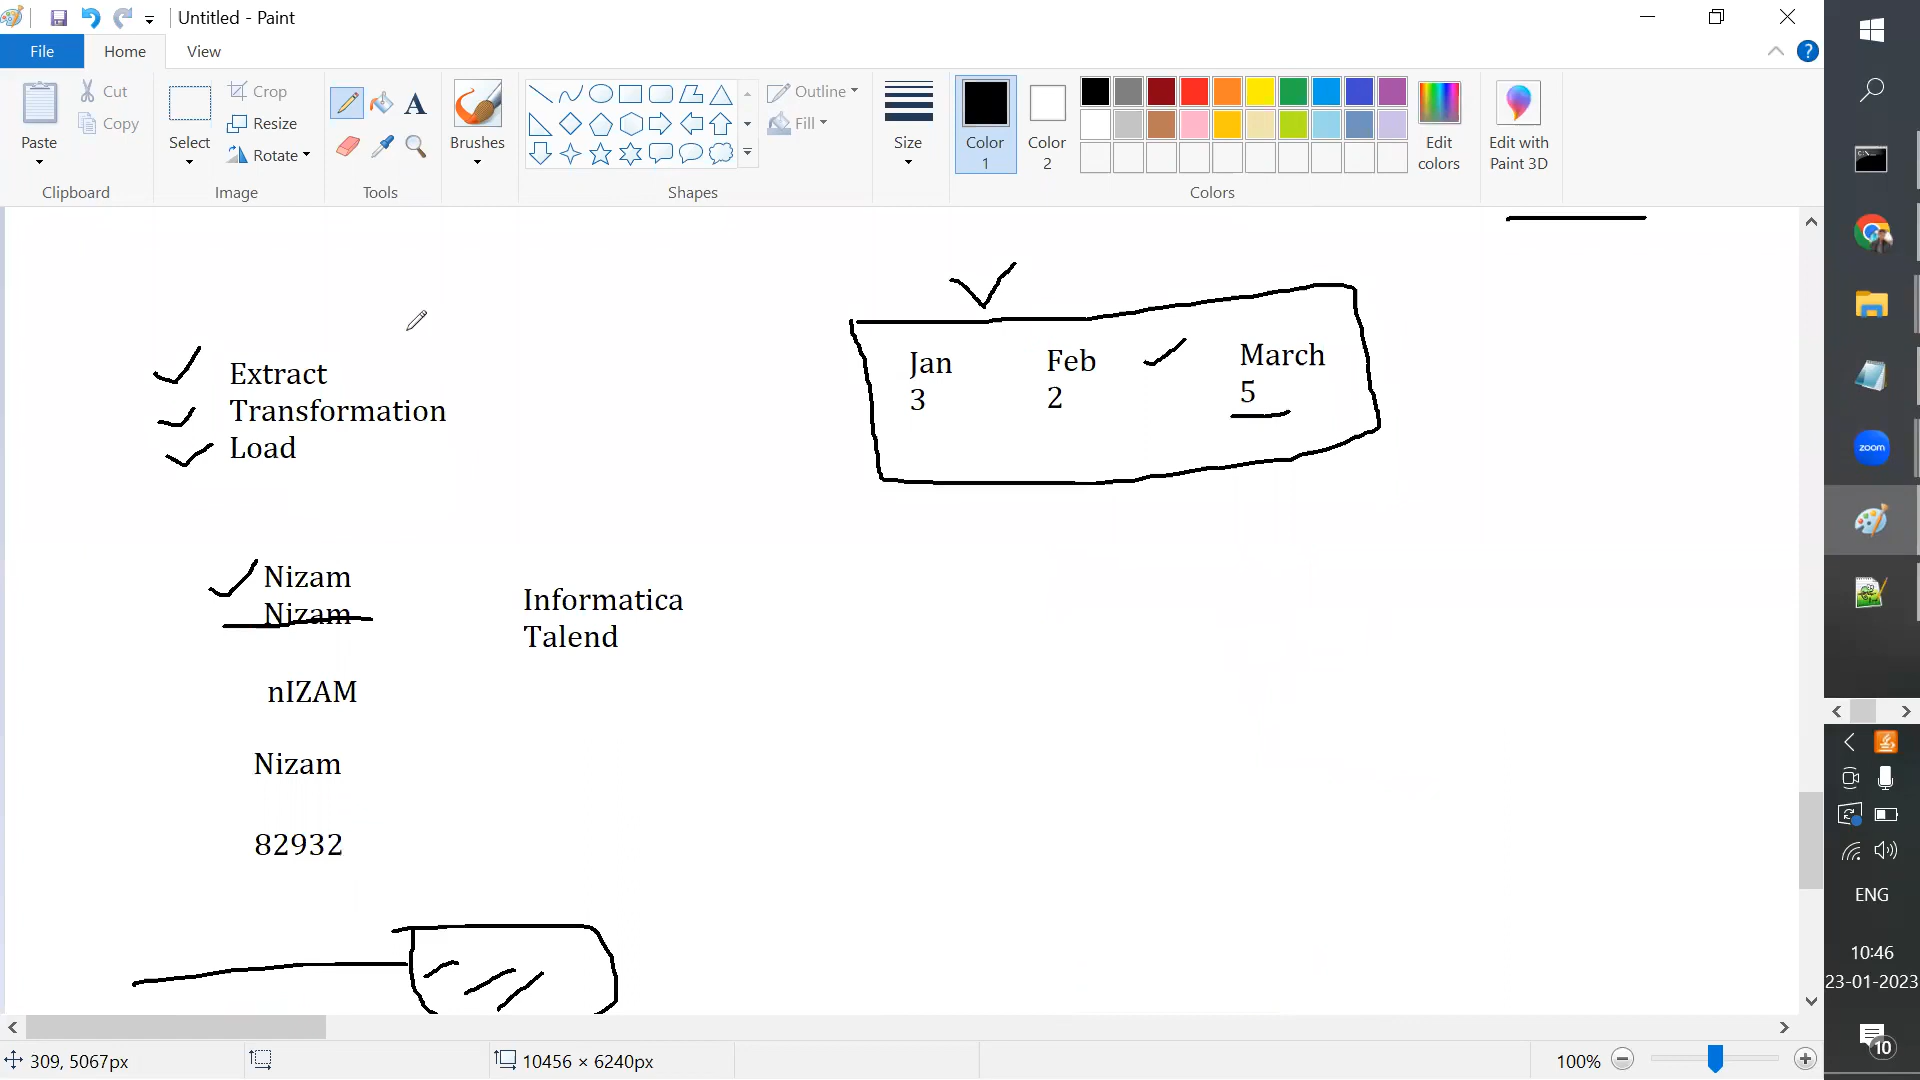 Untitled - Paint
File
Home
View
Paste
Cut
Copy
Clipboard
Select
Crop
Resize
Rotate
Image
A
Tools
Brushes
Shapes
Outline
Fill
Size
Color
1
Color
2
Edit
colors
Colors
Edit with
Paint 3D
?
Extract
Transformation
Load
Jan
3
Feb
2
March
5
Nizam
Nizam
nIZAM
Nizam
82932
Informatica
Talend
zoom
ENG
10:46
23-01-2023
10
309, 5067px
10456 × 6240px
100%